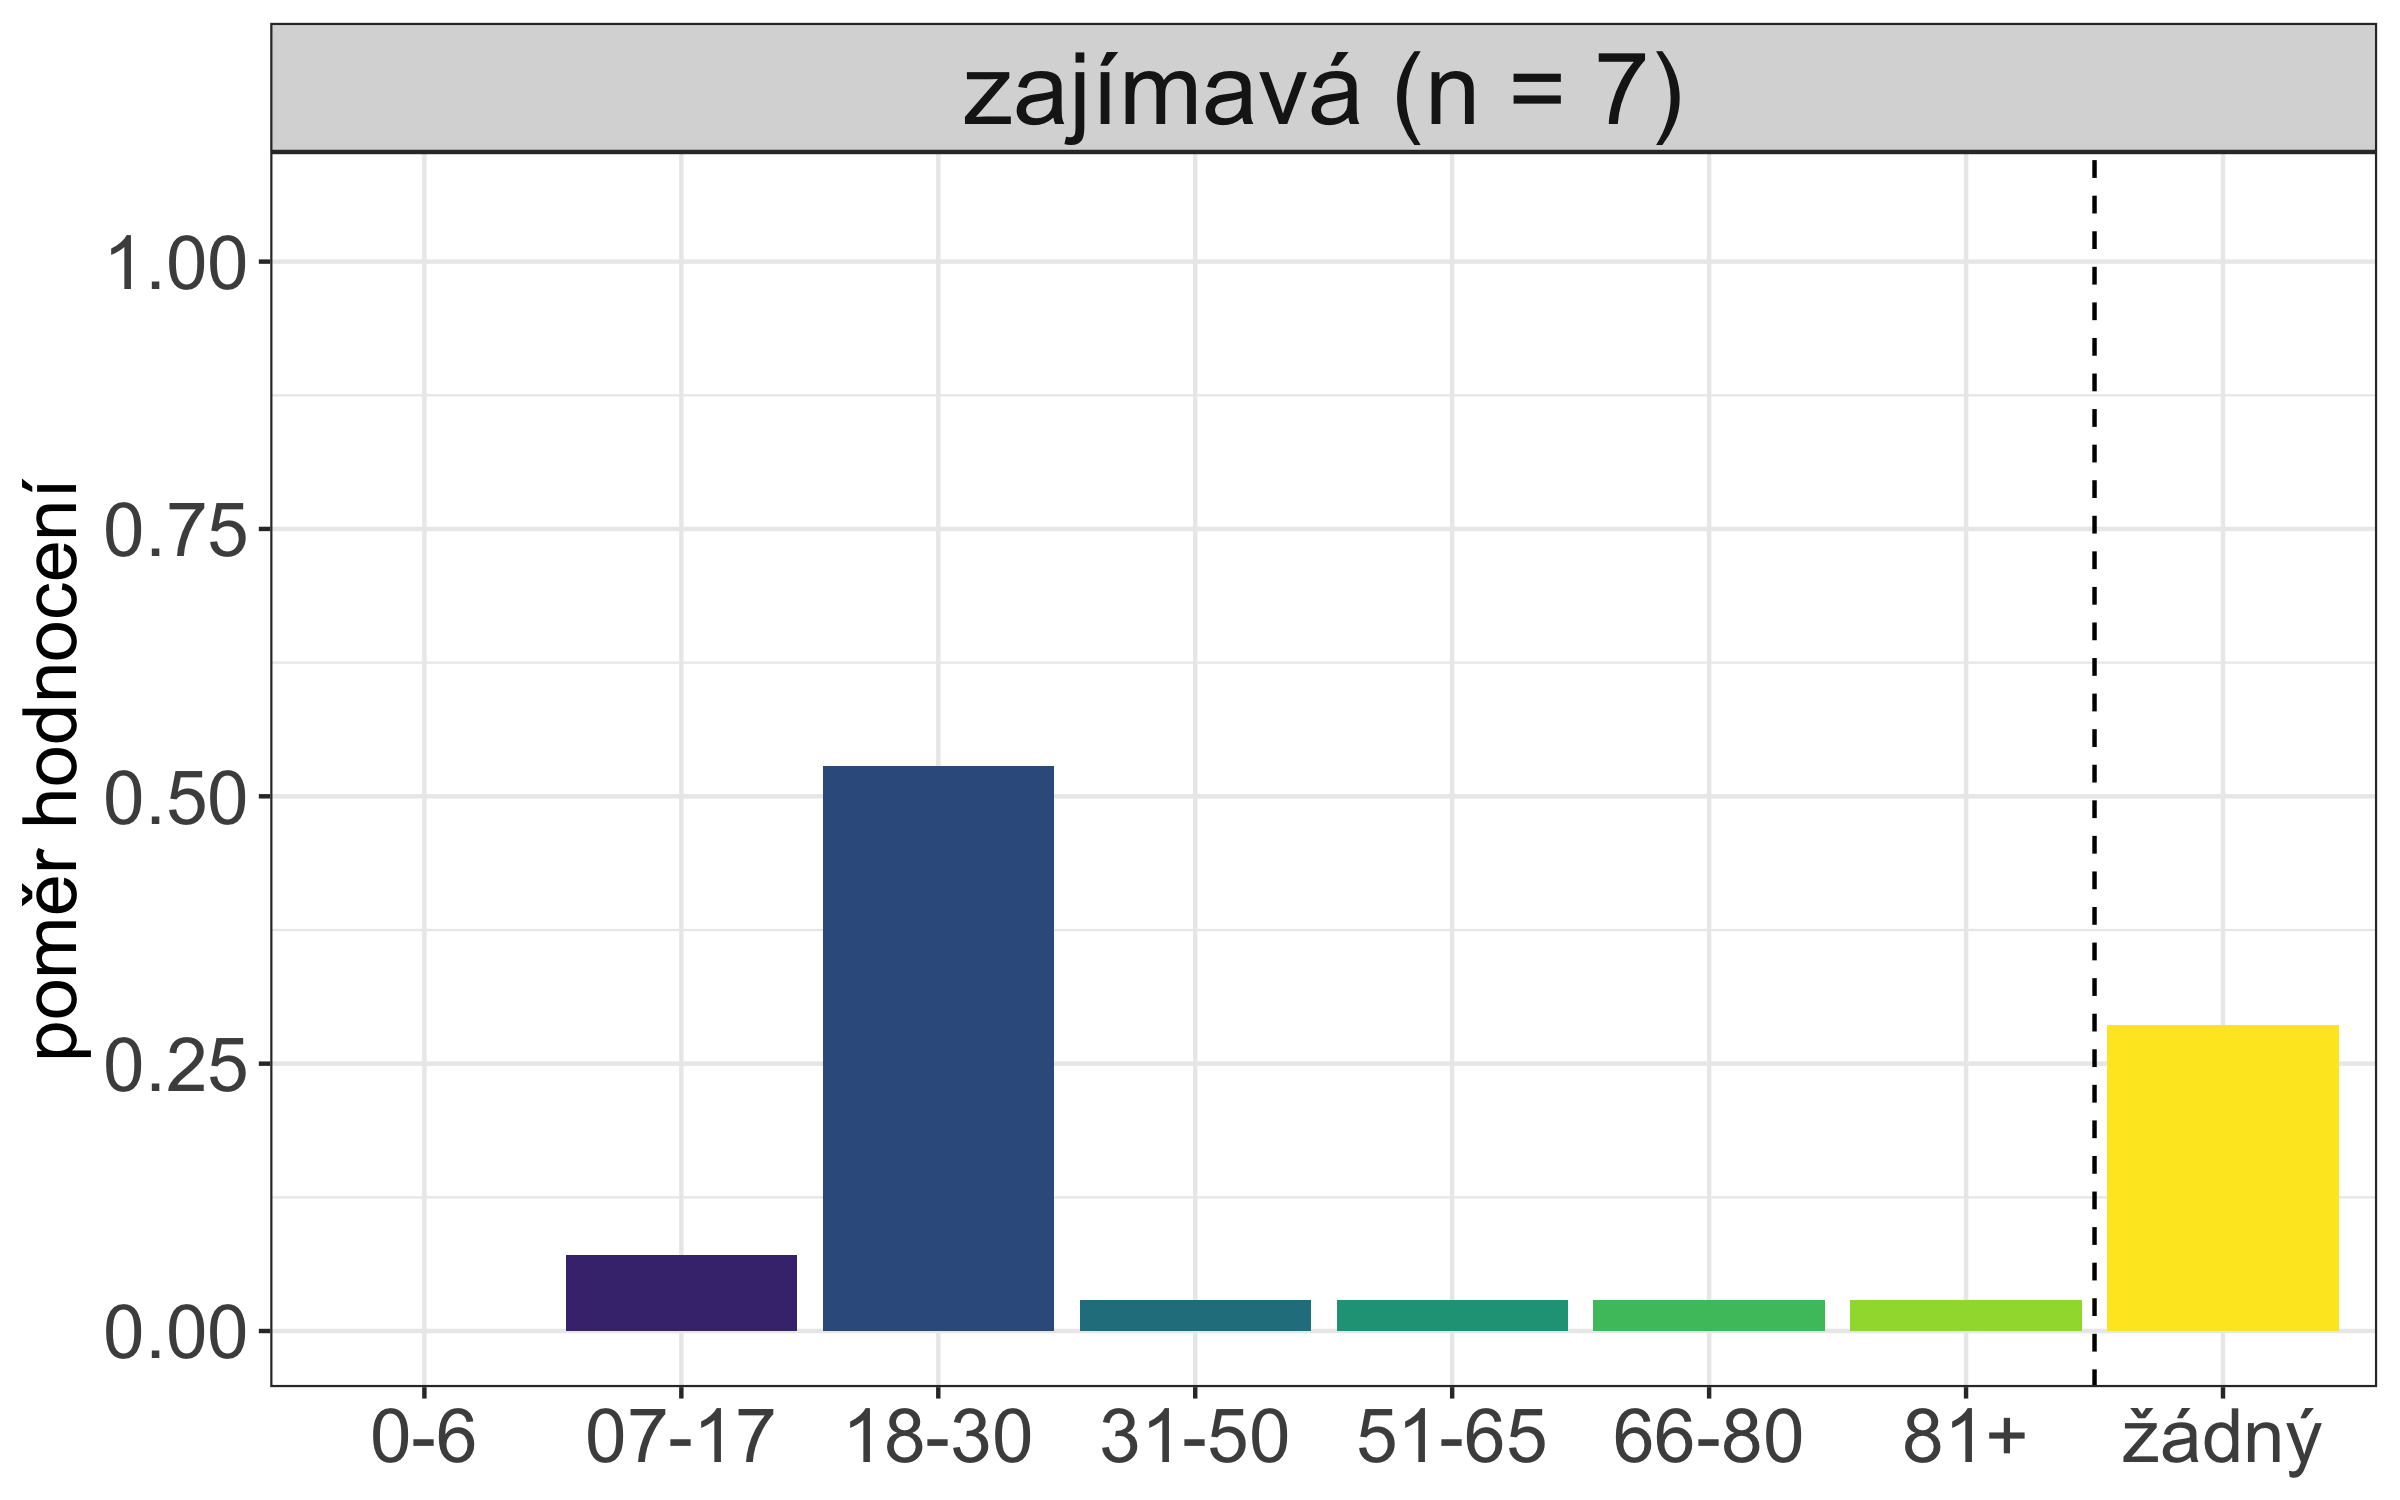 zajímavá (n = 7)
poměr hodnocení
1.00
0.75
0.50
0.25
0.00
0-6 07-17 18-30 31-50 51-65 66-80 81+ žádný